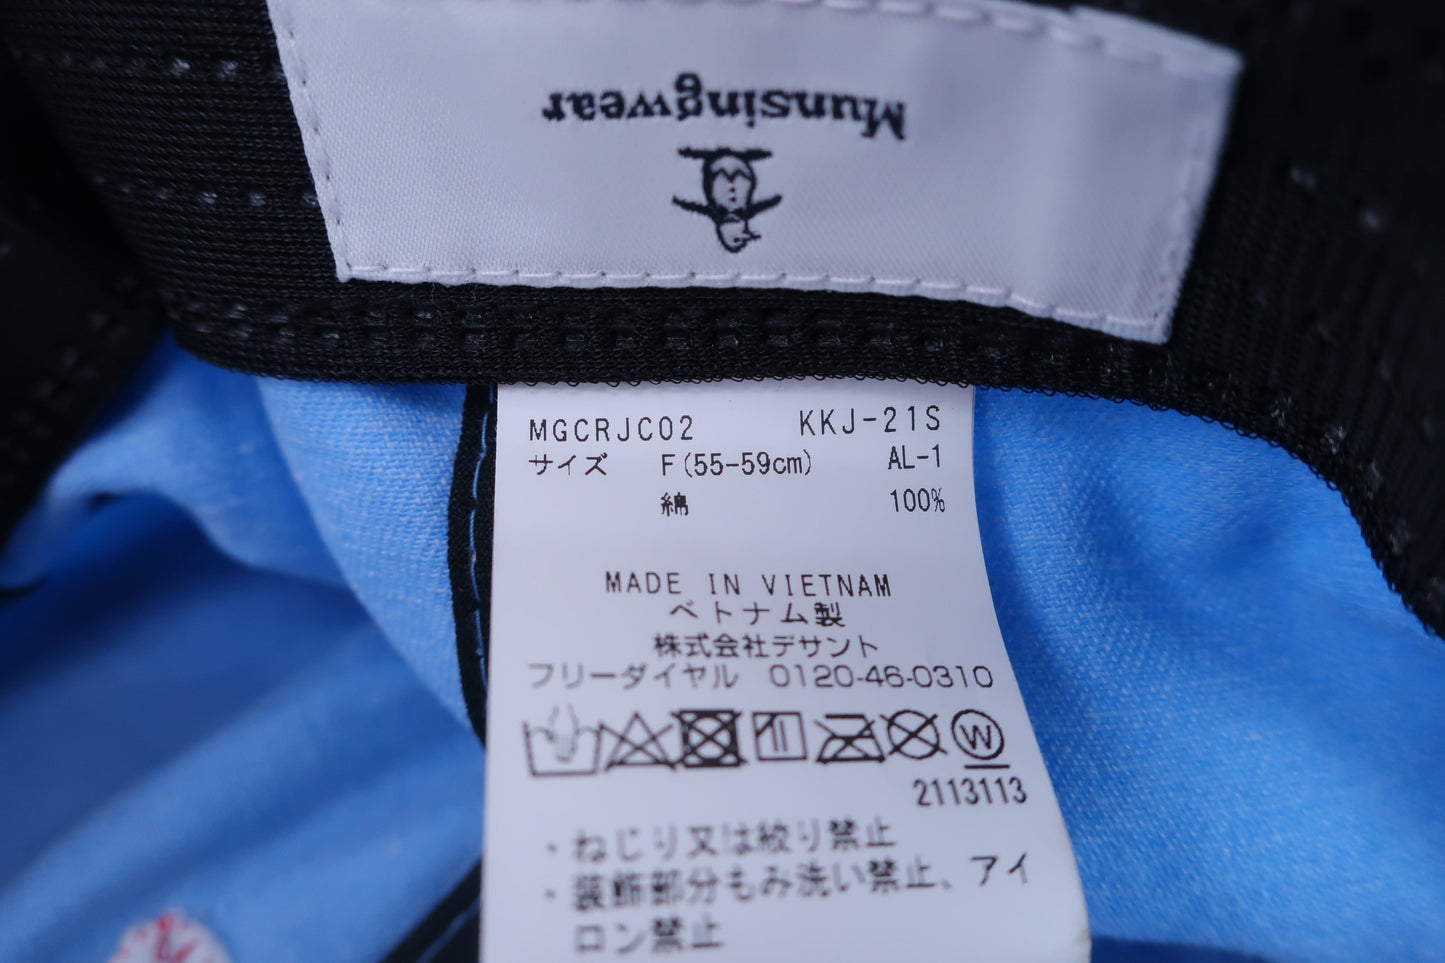 Munsingwear
MGCRJC02 KKJ-21S
サイズ F(55-59cm) AL-1
綿 100%
MADE IN VIETNAM
ベトナム製
株式会社デサント
フリーダイヤル 0120-46-0310
W
2113113
・ねじり又は絞り禁止
・装飾部分もみ洗い禁止、アイ
ロン禁止